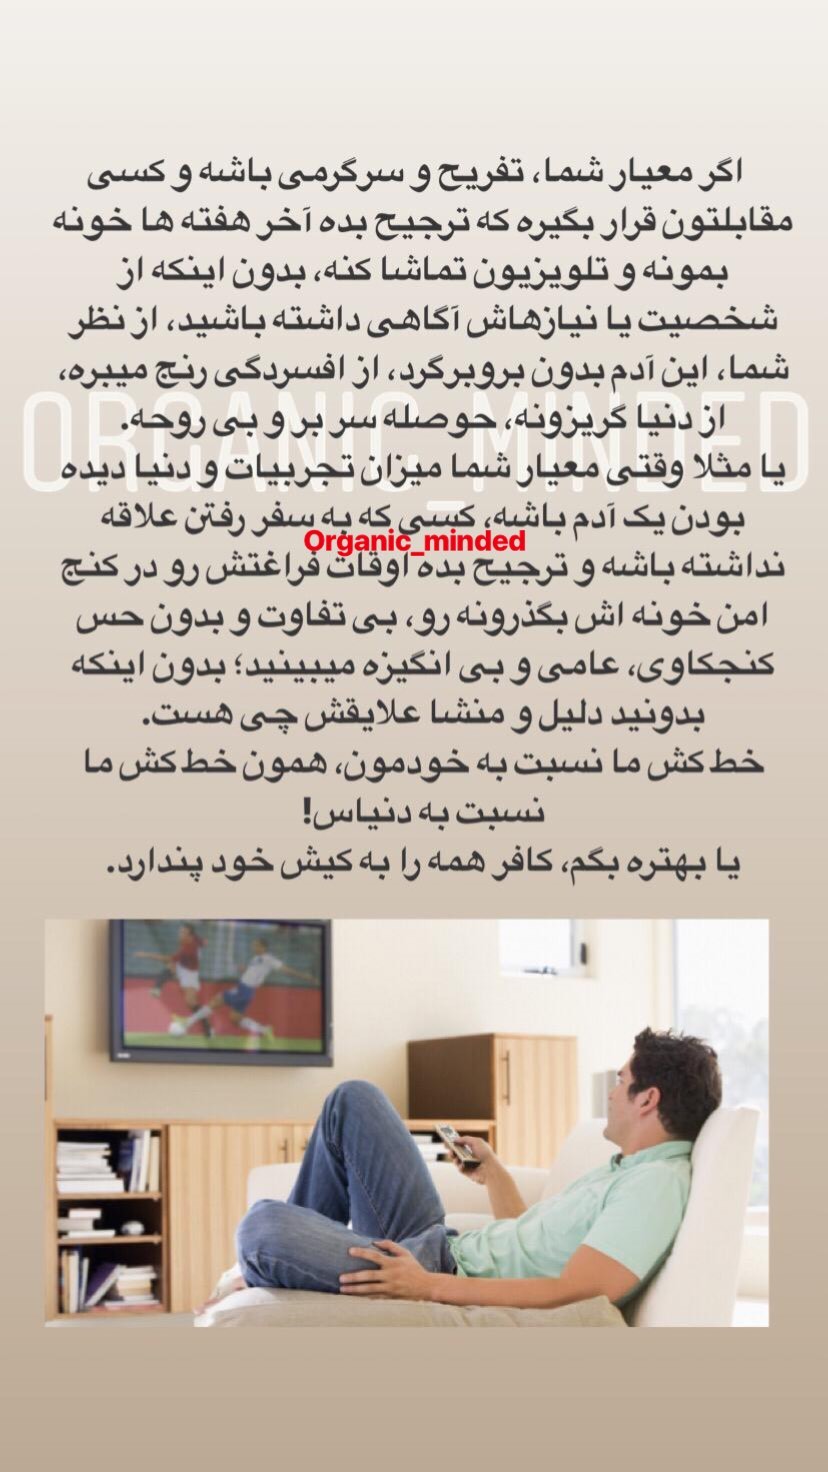 اگر معیار شما، تفریح و سرگرمی باشه و کسی
مقابلتون قرار بگیره که ترجیح بده آخر هفته ها خونه
بمونه و تلویزیون تماشا کنه، بدون اینکه از
شخصیت یا نیازهاش آگاهی داشته باشید، از نظر
شما، این آدم بدون بروبرگرد، از افسردگی رنج میبره،
از دنیا گریزونه، حوصله سر بر و بی روحه.
ORGANIC_MINDED
یا مثلا وقتی معیار شما میزان تجربیات و دنیا دیده
بودن یک آدم باشه، کسی که به سفر رفتن علاقه
Organic_minded
نداشته باشه و ترجیح بده اوقات فراغتش رو در کنج
امن خونه اش بگذرونه رو، بی تفاوت و بدون حس
کنجکاوی، عامی و بی انگیزه میبینید؛ بدون اینکه
بدونید دلیل و منشا علایقش چی هست.
خط کش ما نسبت به خودمون، همون خط کش ما
نسبت به دنیاس!
یا بهتره بگم، کافر همه را به کیش خود پندارد.